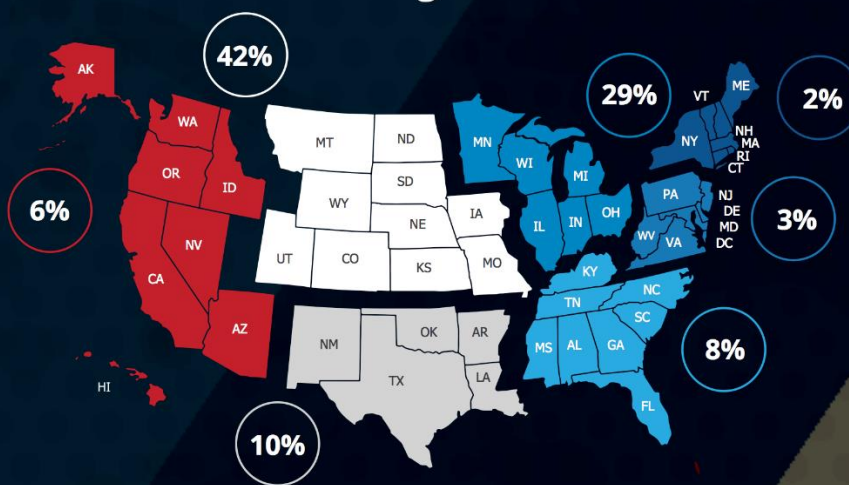 42%
AK
WA
OR
ID
NV
CA
AZ
HI
6%
MT
ND
SD
WY
NE
IA
UT
CO
KS
MO
29%
MN
WI
MI
IL
IN
OH
2%
ME
VT
NH
MA
RI
CT
NY
3%
PA
NJ
DE
MD
DC
WV
VA
8%
KY
TN
NC
SC
MS
AL
GA
FL
10%
NM
OK
AR
TX
LA